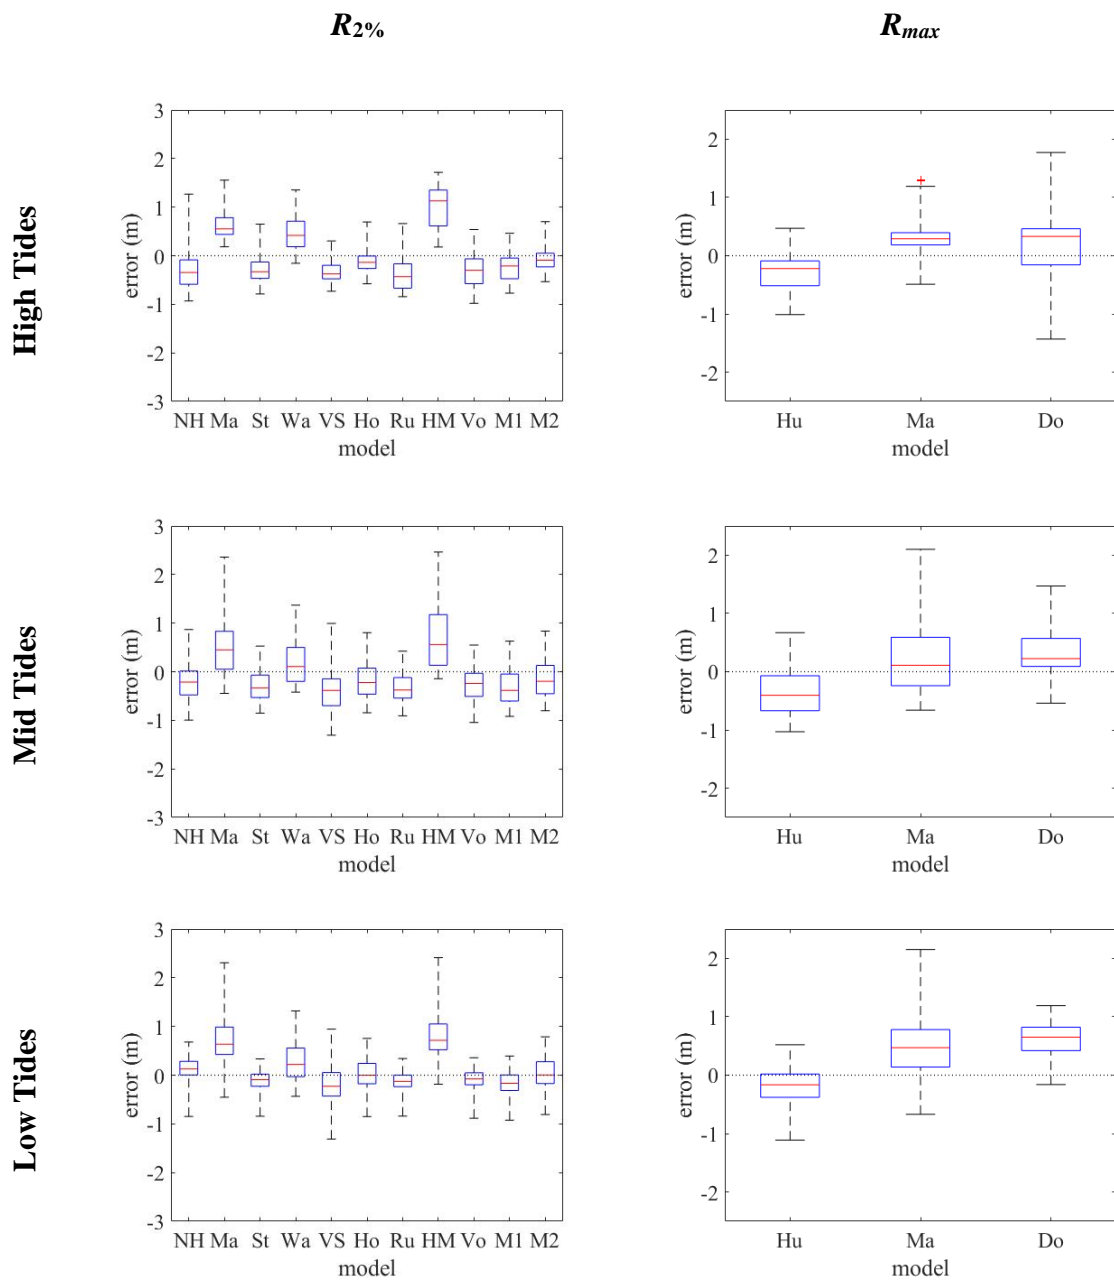 R2% Rmax
High Tides
3
2
1
0
-1
-2
-3
error (m)
NH Ma St Wa VS Ho Ru HM Vo M1 M2
model
2
1
0
-1
-2
error (m)
Hu Ma Do
model
Mid Tides
3
2
1
0
-1
-2
-3
error (m)
NH Ma St Wa VS Ho Ru HM Vo M1 M2
model
2
1
0
-1
-2
error (m)
Hu Ma Do
model
Low Tides
3
2
1
0
-1
-2
-3
error (m)
NH Ma St Wa VS Ho Ru HM Vo M1 M2
model
2
1
0
-1
-2
error (m)
Hu Ma Do
model